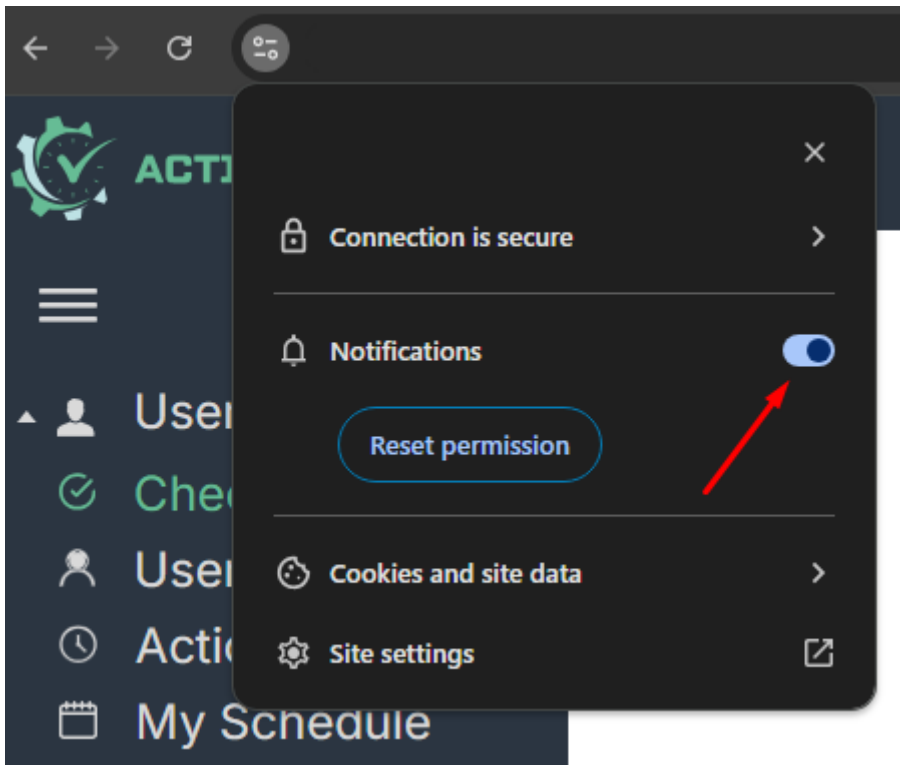 ACTI
Connection is secure
Notifications
Reset permission
User
Chec
User
Actio
Cookies and site data
Site settings
My Schedule